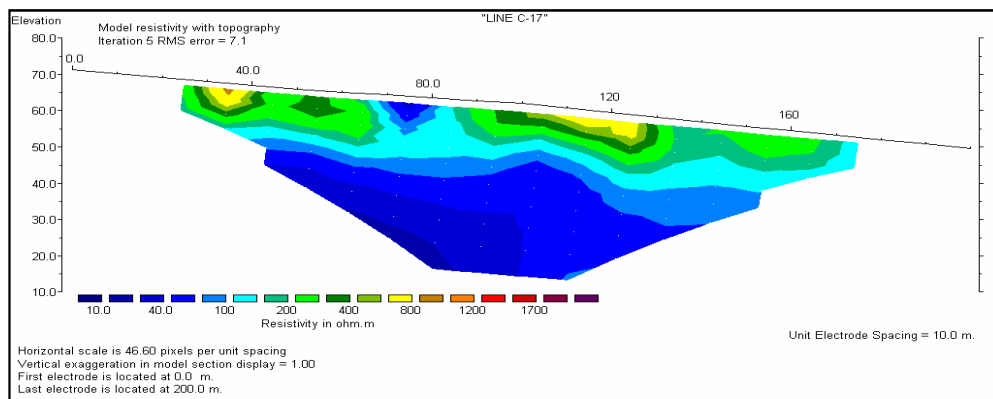 Elevation
"LINE C-17"
Model resistivity with topography
Iteration 5 RMS error = 7.1
80.0
70.0
60.0
50.0
40.0
30.0
20.0
10.0
0.0
40.0
80.0
120
160
10.0 40.0 100 200 400 800 1200 1700
Resistivity in ohm.m
Unit Electrode Spacing = 10.0 m.
Horizontal scale is 46.60 pixels per unit spacing
Vertical exaggeration in model section display = 1.00
First electrode is located at 0.0 m.
Last electrode is located at 200.0 m.